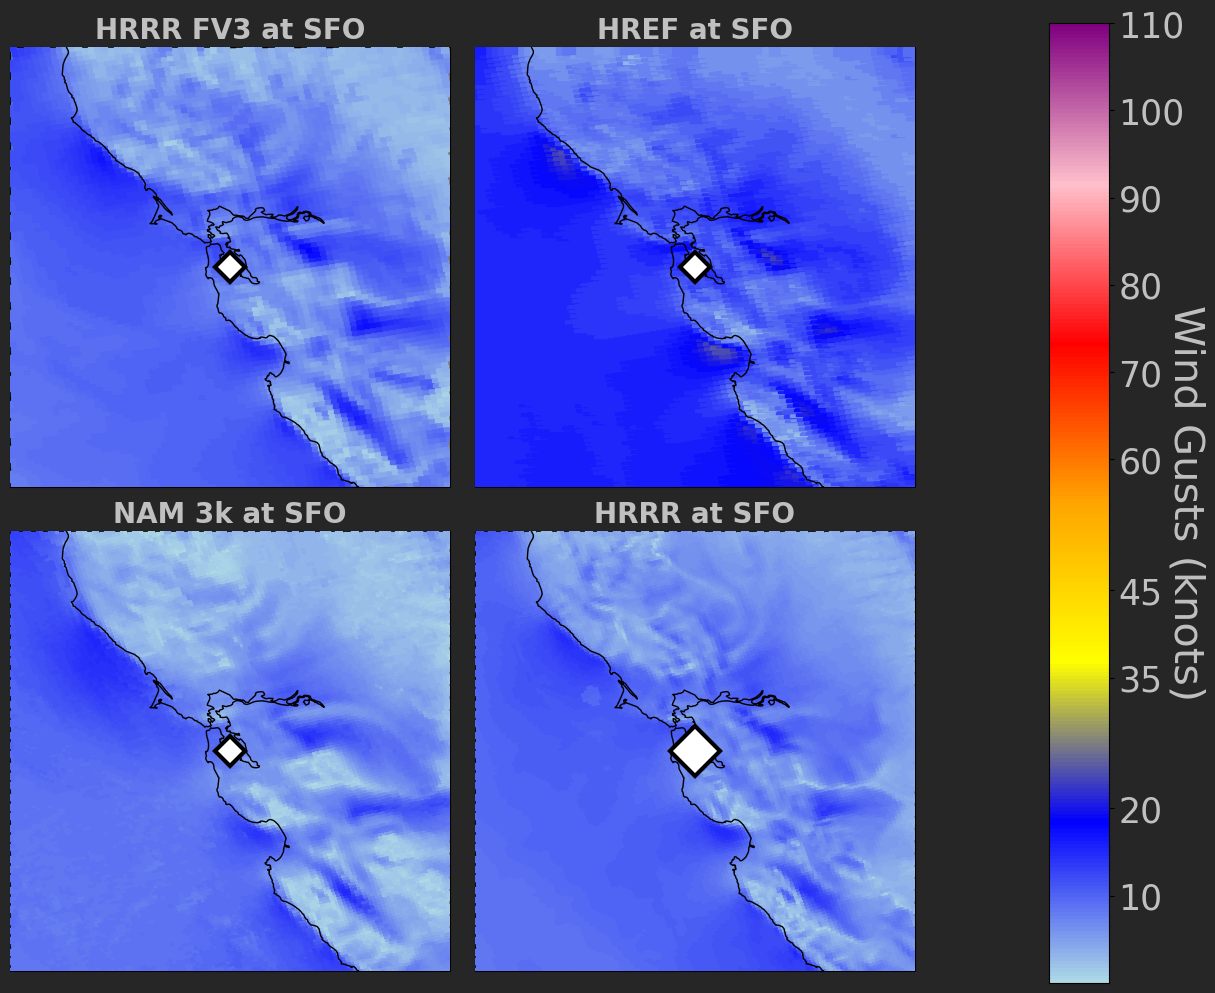 HRRR FV3 at SFO
HREF at SFO
NAM 3k at SFO
HRRR at SFO
110
100
90
80
70
60
45
35
20
10
Wind Gusts (knots)